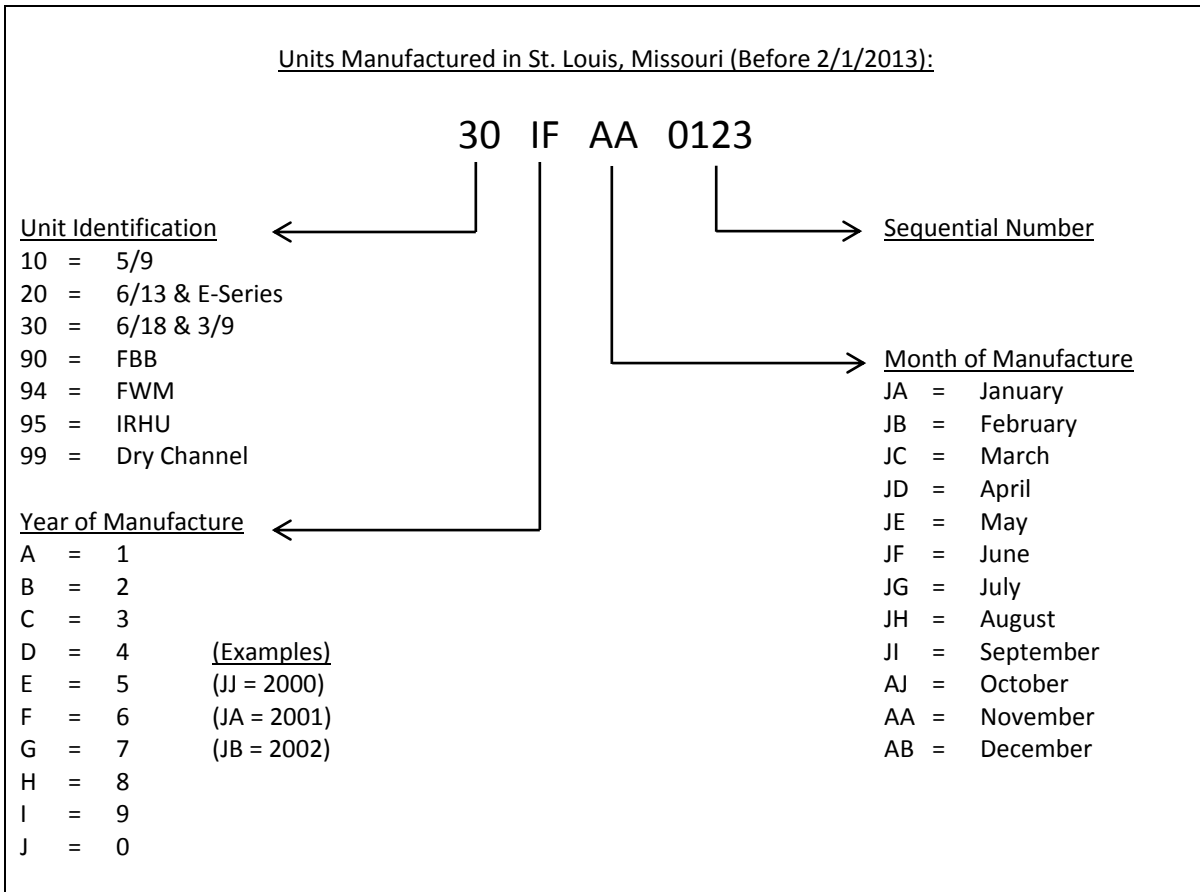 Units Manufactured in St. Louis, Missouri (Before 2/1/2013):
30 IF AA 0123
Unit Identification
10 = 5/9
20 = 6/13 & E-Series
30 = 6/18 & 3/9
90 = FBB
94 = FWM
95 = IRHU
99 = Dry Channel
Year of Manufacture
A = 1
B = 2
C = 3
D = 4 (Examples)
E = 5 (JJ = 2000)
F = 6 (JA = 2001)
G = 7 (JB = 2002)
H = 8
I = 9
J = 0
Sequential Number
Month of Manufacture
JA = January
JB = February
JC = March
JD = April
JE = May
JF = June
JG = July
JH = August
JI = September
AJ = October
AA = November
AB = December